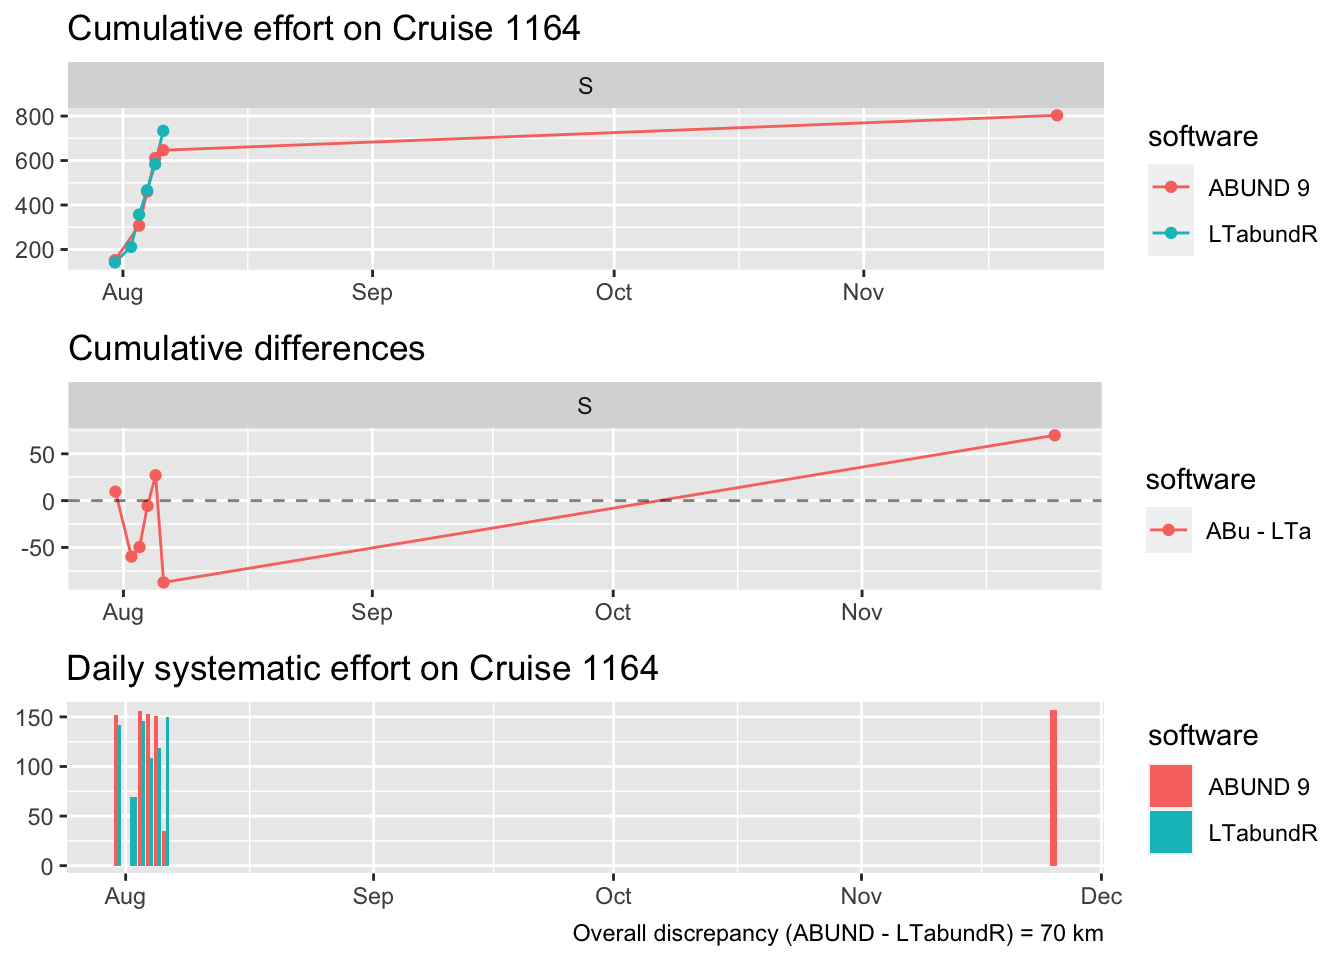 Cumulative effort on Cruise 1164
S
800
600
400
200
Aug Sep Oct Nov
software
ABUND 9
LTabundR
Cumulative differences
S
50
0
-50
Aug Sep Oct Nov
software
ABu - LTa
Daily systematic effort on Cruise 1164
150
100
50
0
Aug Sep Oct Nov Dec
software
ABUND 9
LTabundR
Overall discrepancy (ABUND - LTabundR) = 70 km